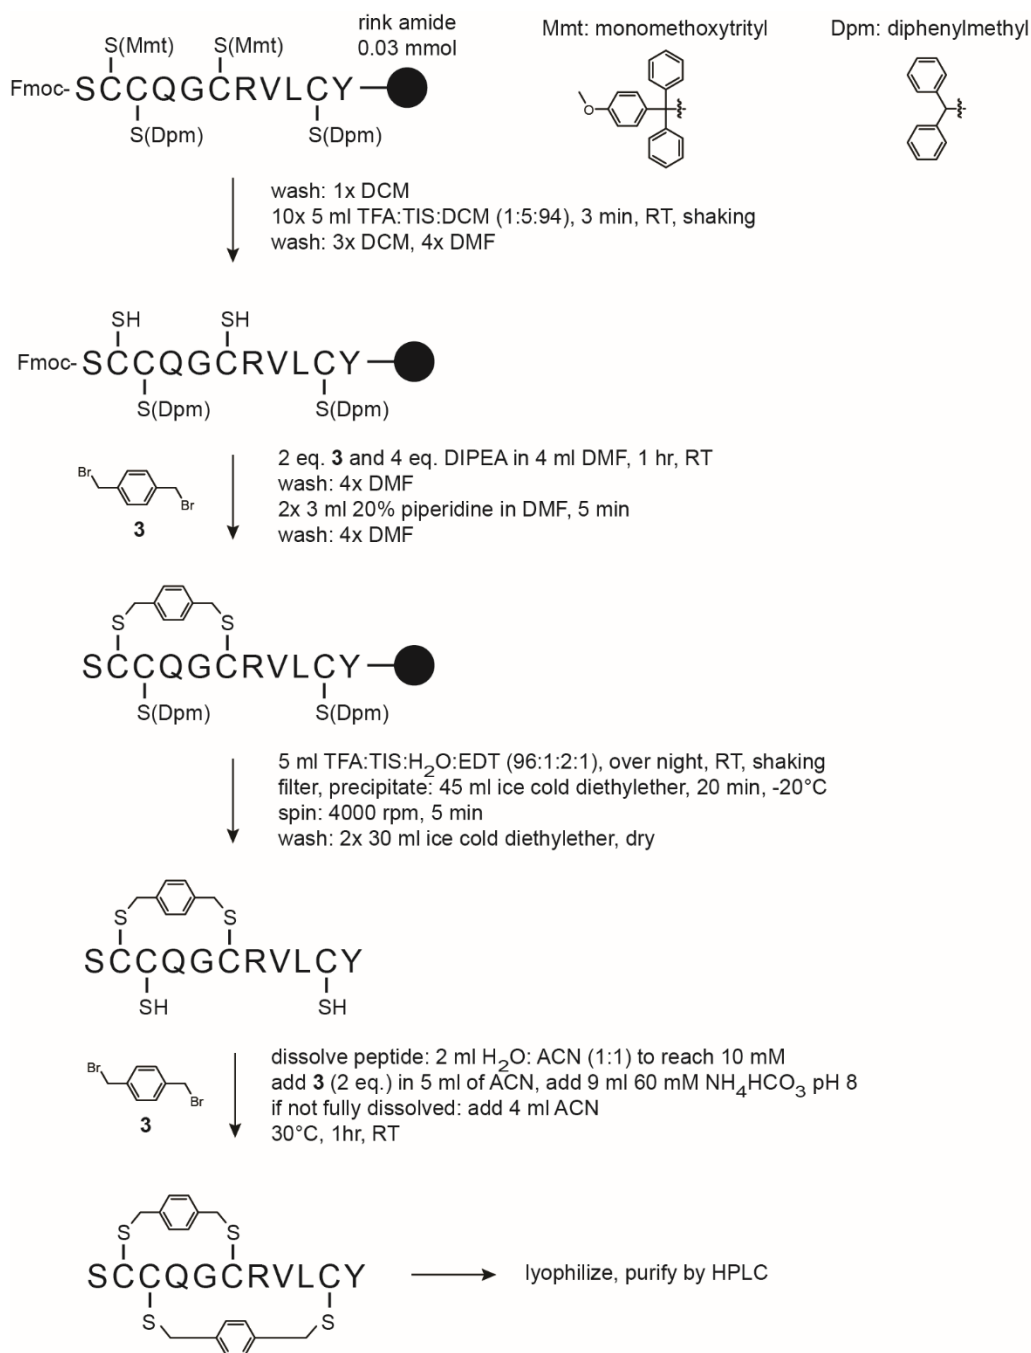 rink amide
0.03 mmol
Mmt: monomethoxytrityl
Dpm: diphenylmethyl
S(Mmt) S(Mmt)
Fmoc- SCCQGCRVLCY
S(Dpm) S(Dpm)
O
wash: 1x DCM
10x 5 ml TFA:TIS:DCM (1:5:94), 3 min, RT, shaking
wash: 3x DCM, 4x DMF
SH SH
Fmoc- SCCQGCRVLCY
S(Dpm) S(Dpm)
Br
Br
3
2 eq. 3 and 4 eq. DIPEA in 4 ml DMF, 1 hr, RT
wash: 4x DMF
2x 3 ml 20% piperidine in DMF, 5 min
wash: 4x DMF
S S
SCCQGCRVLCY
S(Dpm) S(Dpm)
5 ml TFA:TIS:H2O:EDT (96:1:2:1), over night, RT, shaking
filter, precipitate: 45 ml ice cold diethylether, 20 min, -20°C
spin: 4000 rpm, 5 min
wash: 2x 30 ml ice cold diethylether, dry
S S
SCCQGCRVLCY
SH SH
Br
Br
3
dissolve peptide: 2 ml H2O: ACN (1:1) to reach 10 mM
add 3 (2 eq.) in 5 ml of ACN, add 9 ml 60 mM NH4HCO3 pH 8
if not fully dissolved: add 4 ml ACN
30°C, 1hr, RT
S S
SCCQGCRVLCY
S S
lyophilize, purify by HPLC